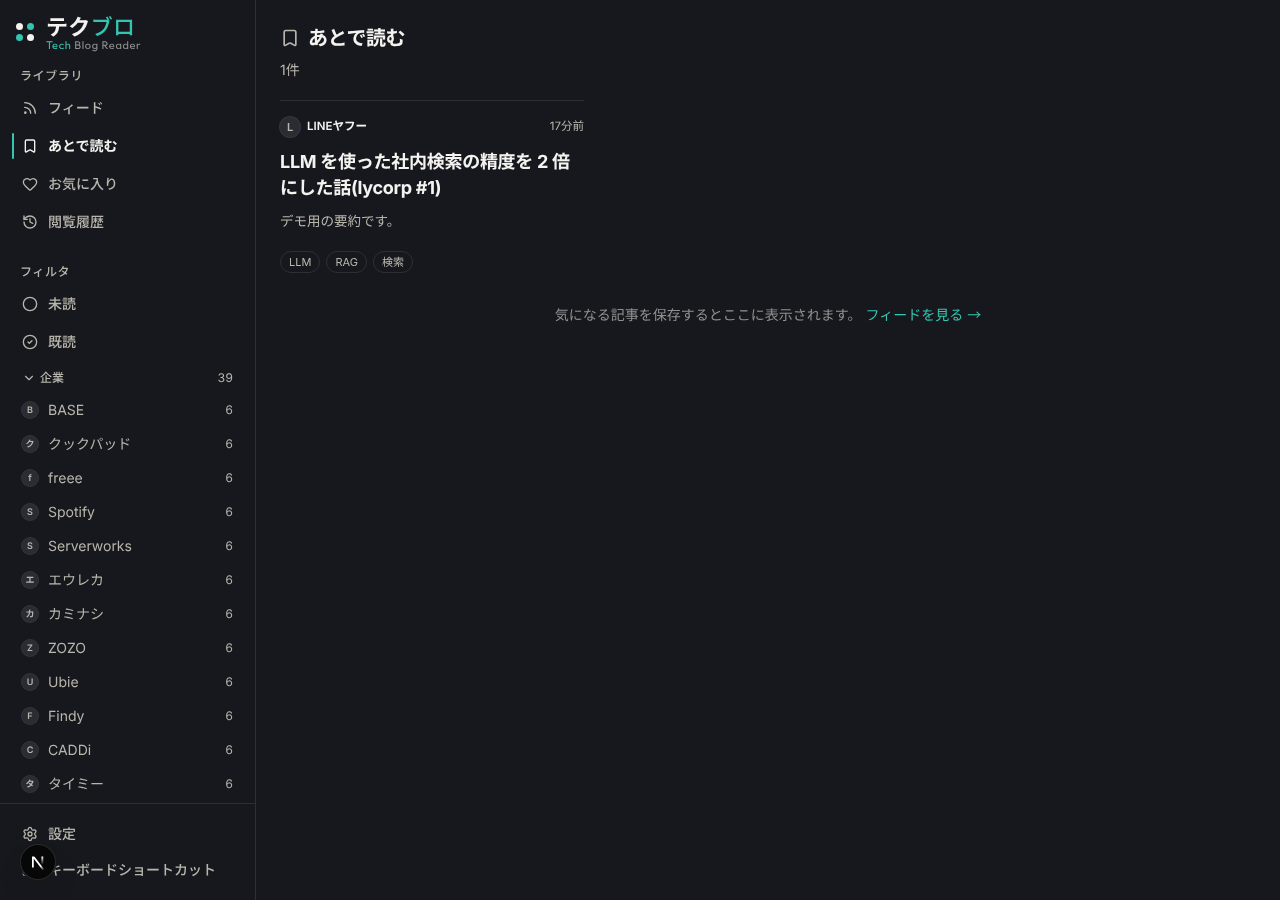 テクブロ
Tech Blog Reader
ライブラリ
フィード
あとで読む
お気に入り
閲覧履歴
フィルタ
未読
既読
企業 39
B BASE 6
ク クックパッド 6
f freee 6
S Spotify 6
S Serverworks 6
エ エウレカ 6
カ カミナシ 6
Z ZOZO 6
U Ubie 6
F Findy 6
C CADDi 6
タ タイミー 6
設定
N キーボードショートカット
あとで読む
1件
L LINEヤフー 17分前
LLM を使った社内検索の精度を 2 倍
にした話(lycorp #1)
デモ用の要約です。
LLM RAG 検索
気になる記事を保存するとここに表示されます。 フィードを見る →